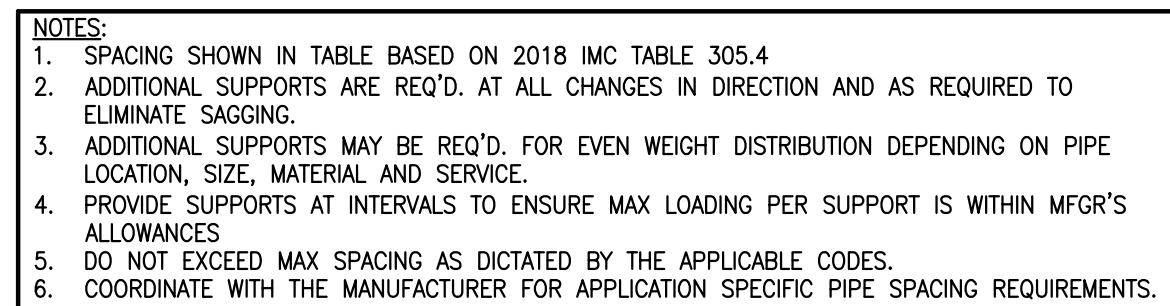 NOTES:
1. SPACING SHOWN IN TABLE BASED ON 2018 IMC TABLE 305.4
2. ADDITIONAL SUPPORTS ARE REQ'D. AT ALL CHANGES IN DIRECTION AND AS REQUIRED TO
ELIMINATE SAGGING.
3. ADDITIONAL SUPPORTS MAY BE REQ'D. FOR EVEN WEIGHT DISTRIBUTION DEPENDING ON PIPE
LOCATION, SIZE, MATERIAL AND SERVICE.
4. PROVIDE SUPPORTS AT INTERVALS TO ENSURE MAX LOADING PER SUPPORT IS WITHIN MFGR'S
ALLOWANCES
5. DO NOT EXCEED MAX SPACING AS DICTATED BY THE APPLICABLE CODES.
6. COORDINATE WITH THE MANUFACTURER FOR APPLICATION SPECIFIC PIPE SPACING REQUIREMENTS.